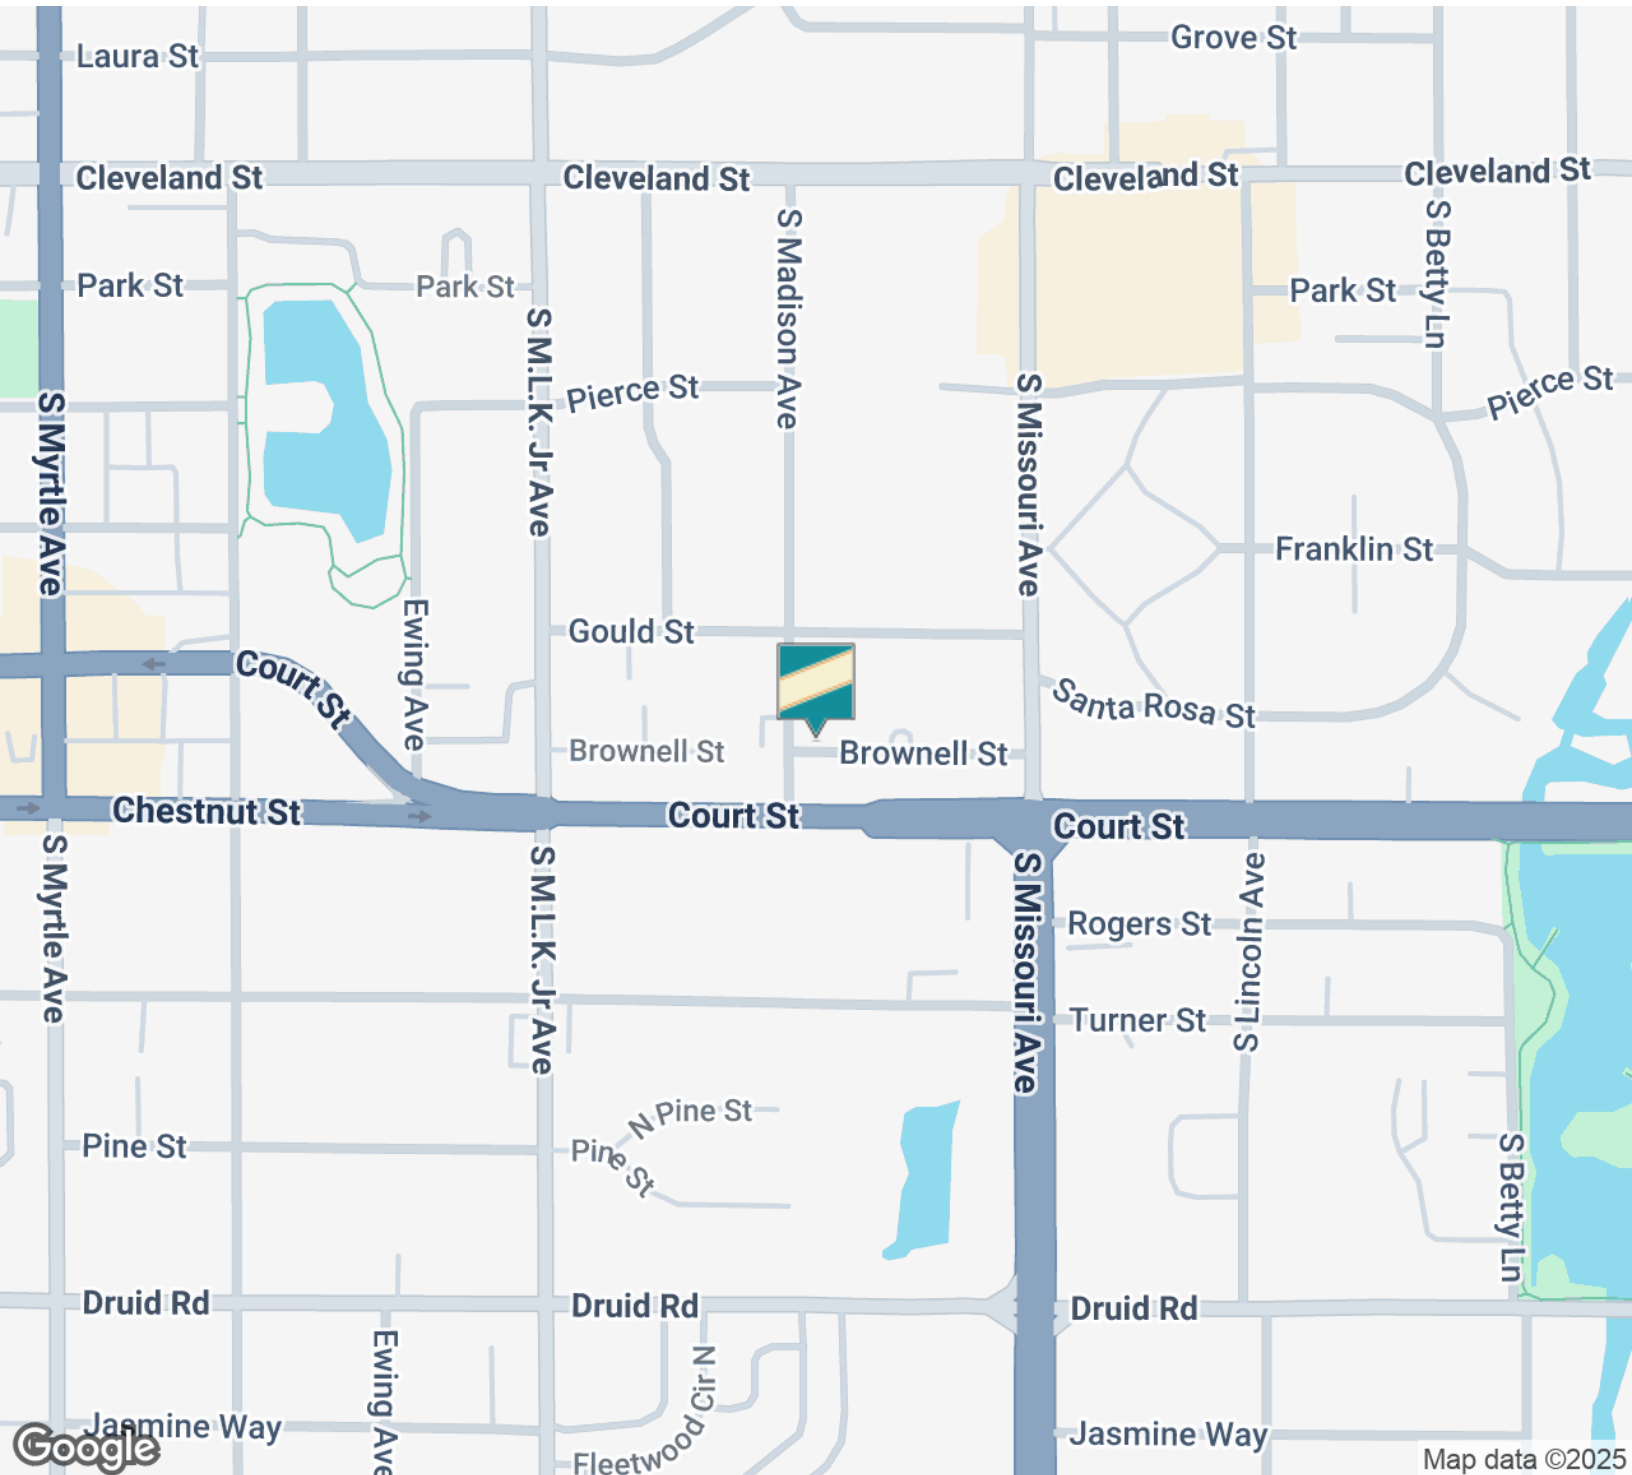 Laura St
Grove St
Cleveland St
Cleveland St
Cleveland St
Cleveland St
S Betty Ln
S Madison Ave
Park St
Park St
Park St
S M.L.K. Jr Ave
Pierce St
Pierce St
S Myrtle Ave
S Missouri Ave
Franklin St
Ewing Ave
Gould St
Court St
Santa Rosa St
Brownell St
Brownell St
Chestnut St
Court St
Court St
S Myrtle Ave
S M.L.K. Jr Ave
S Missouri Ave
S Lincoln Ave
Rogers St
Turner St
N Pine St
Pine St
Pine St
S Betty Ln
Druid Rd
Druid Rd
Druid Rd
Ewing Ave
N
Fleetwood Cir
Jasmine Way
Jasmine Way
Google
Map data ©2025